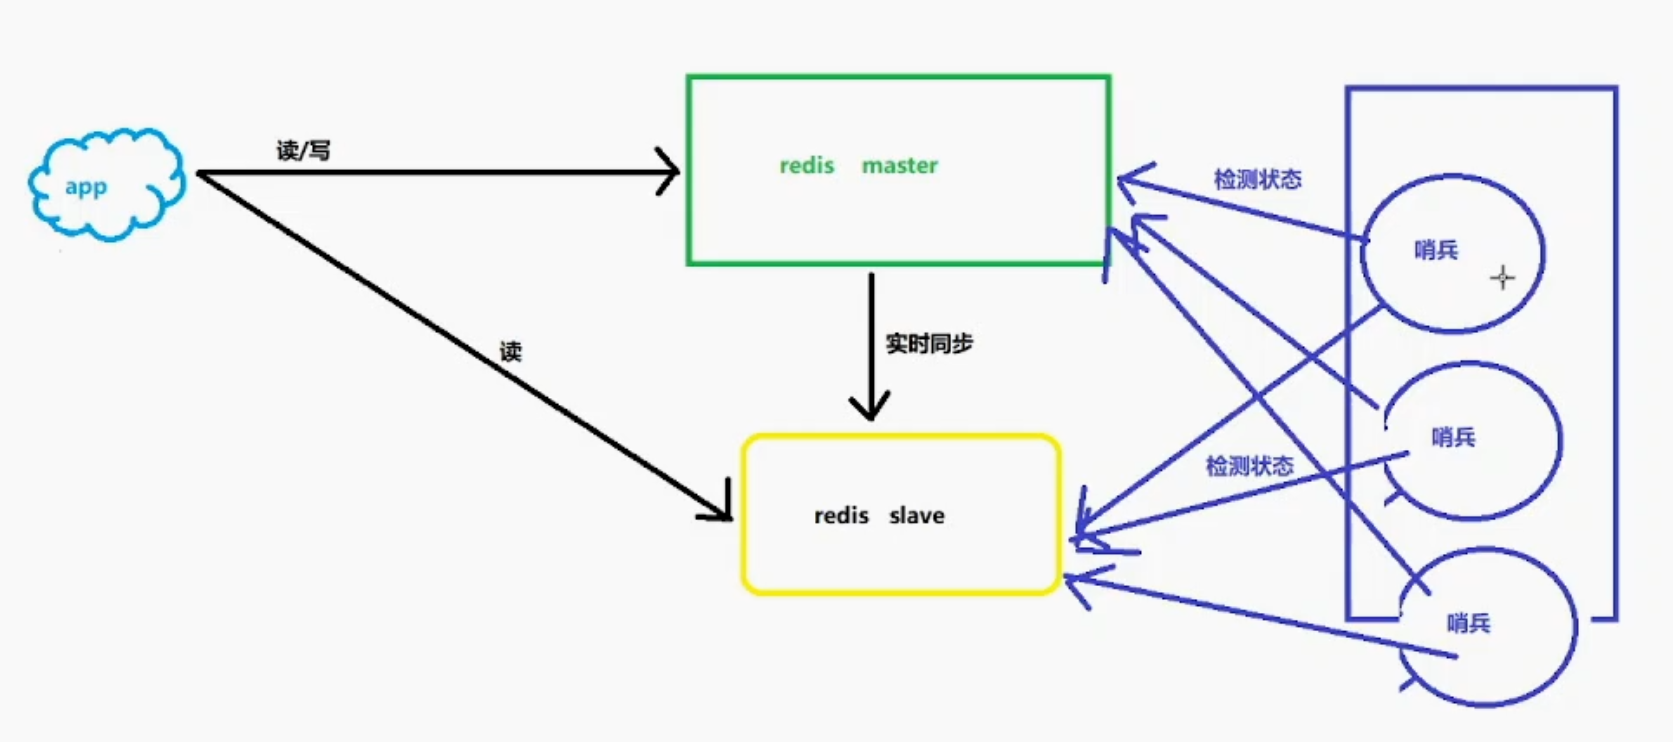 读/写
app
redis master
检测状态
哨兵
实时同步
读
哨兵
检测状态
redis slave
哨兵